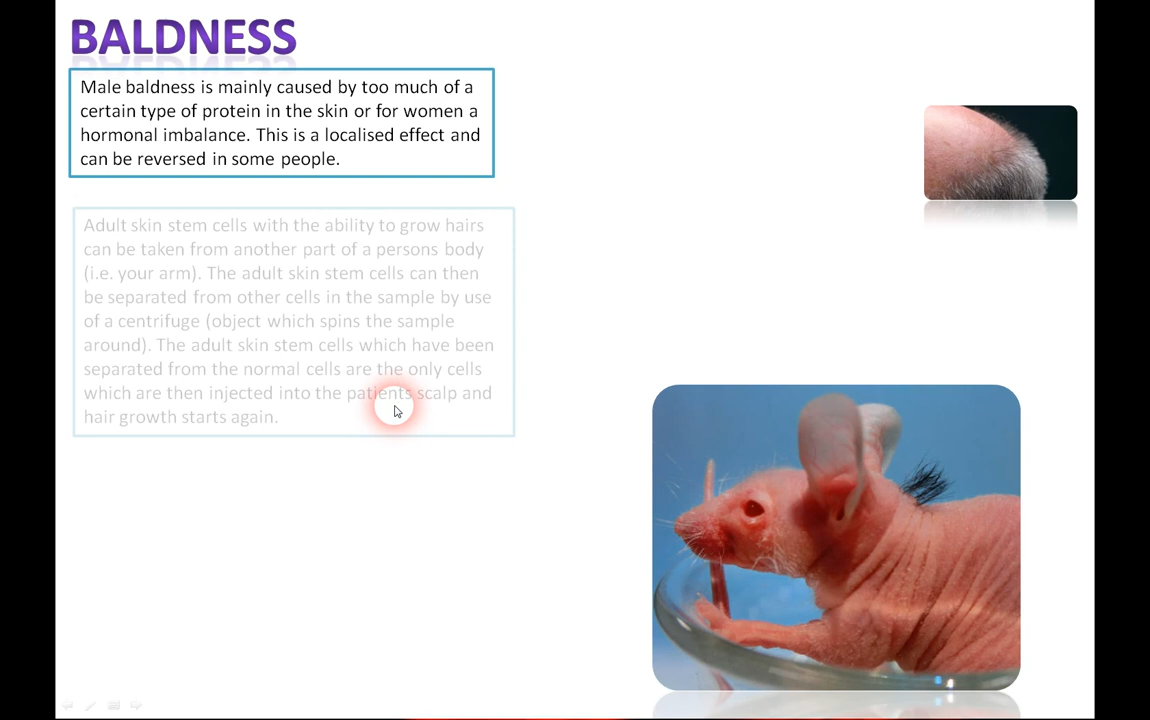 BALDNESS
Male baldness is mainly caused by too much of a
certain type of protein in the skin or for women a
hormonal imbalance. This is a localised effect and
can be reversed in some people.
Adult skin stem cells with the ability to grow hairs
can be taken from another part of a persons body
(i.e. your arm). The adult skin stem cells can then
be separated from other cells in the sample by use
of a centrifuge (object which spins the sample
around). The adult skin stem cells which have been
separated from the normal cells are the only cells
which are then injected into the patients scalp and
hair growth starts again.